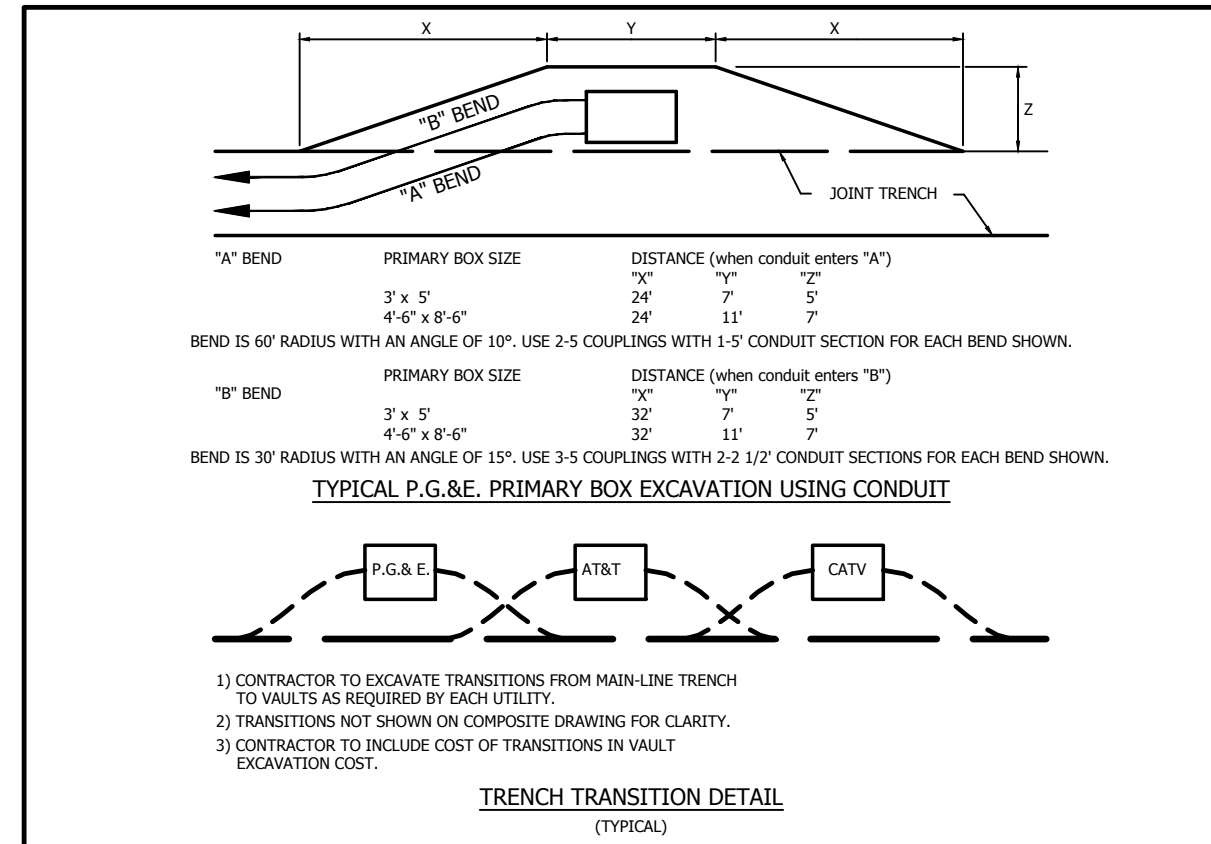 X Y X
Z
"B" BEND
"A" BEND
JOINT TRENCH
"A" BEND PRIMARY BOX SIZE DISTANCE (when conduit enters "A")
"X" "Y" "Z"
3' x 5' 24' 7' 5'
4'-6" x 8'-6" 24' 11' 7'
BEND IS 60' RADIUS WITH AN ANGLE OF 10°. USE 2-5 COUPLINGS WITH 1-5' CONDUIT SECTION FOR EACH BEND SHOWN.
PRIMARY BOX SIZE DISTANCE (when conduit enters "B")
"B" BEND "X" "Y" "Z"
3' x 5' 32' 7' 5'
4'-6" x 8'-6" 32' 11' 7'
BEND IS 30' RADIUS WITH AN ANGLE OF 15°. USE 3-5 COUPLINGS WITH 2-2 1/2' CONDUIT SECTIONS FOR EACH BEND SHOWN.
TYPICAL P.G.&E. PRIMARY BOX EXCAVATION USING CONDUIT
P.G.& E. AT&T CATV
1) CONTRACTOR TO EXCAVATE TRANSITIONS FROM MAIN-LINE TRENCH
TO VAULTS AS REQUIRED BY EACH UTILITY.
2) TRANSITIONS NOT SHOWN ON COMPOSITE DRAWING FOR CLARITY.
3) CONTRACTOR TO INCLUDE COST OF TRANSITIONS IN VAULT
EXCAVATION COST.
TRENCH TRANSITION DETAIL
(TYPICAL)